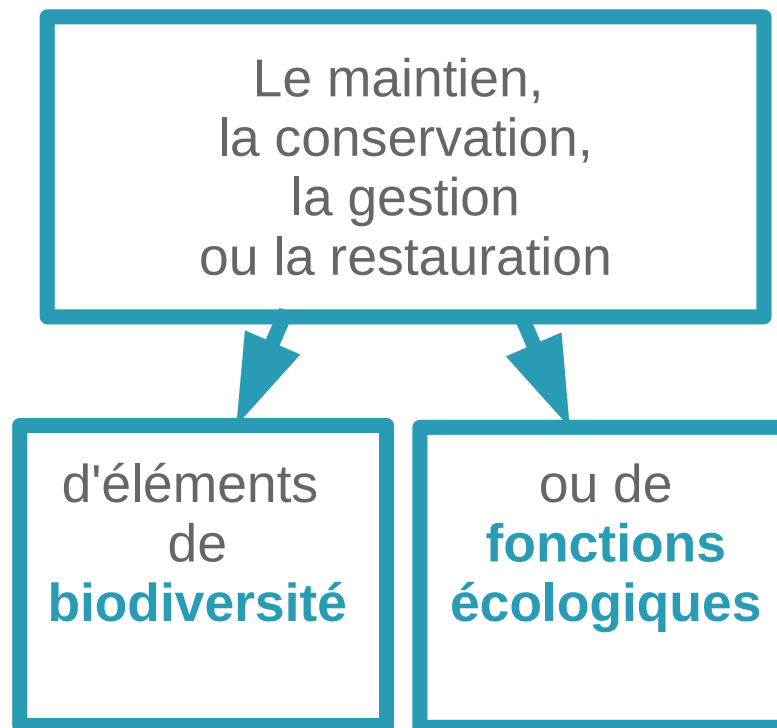 Le maintien,
la conservation,
la gestion
ou la restauration
d'éléments
de
biodiversité
ou de
fonctions
écologiques